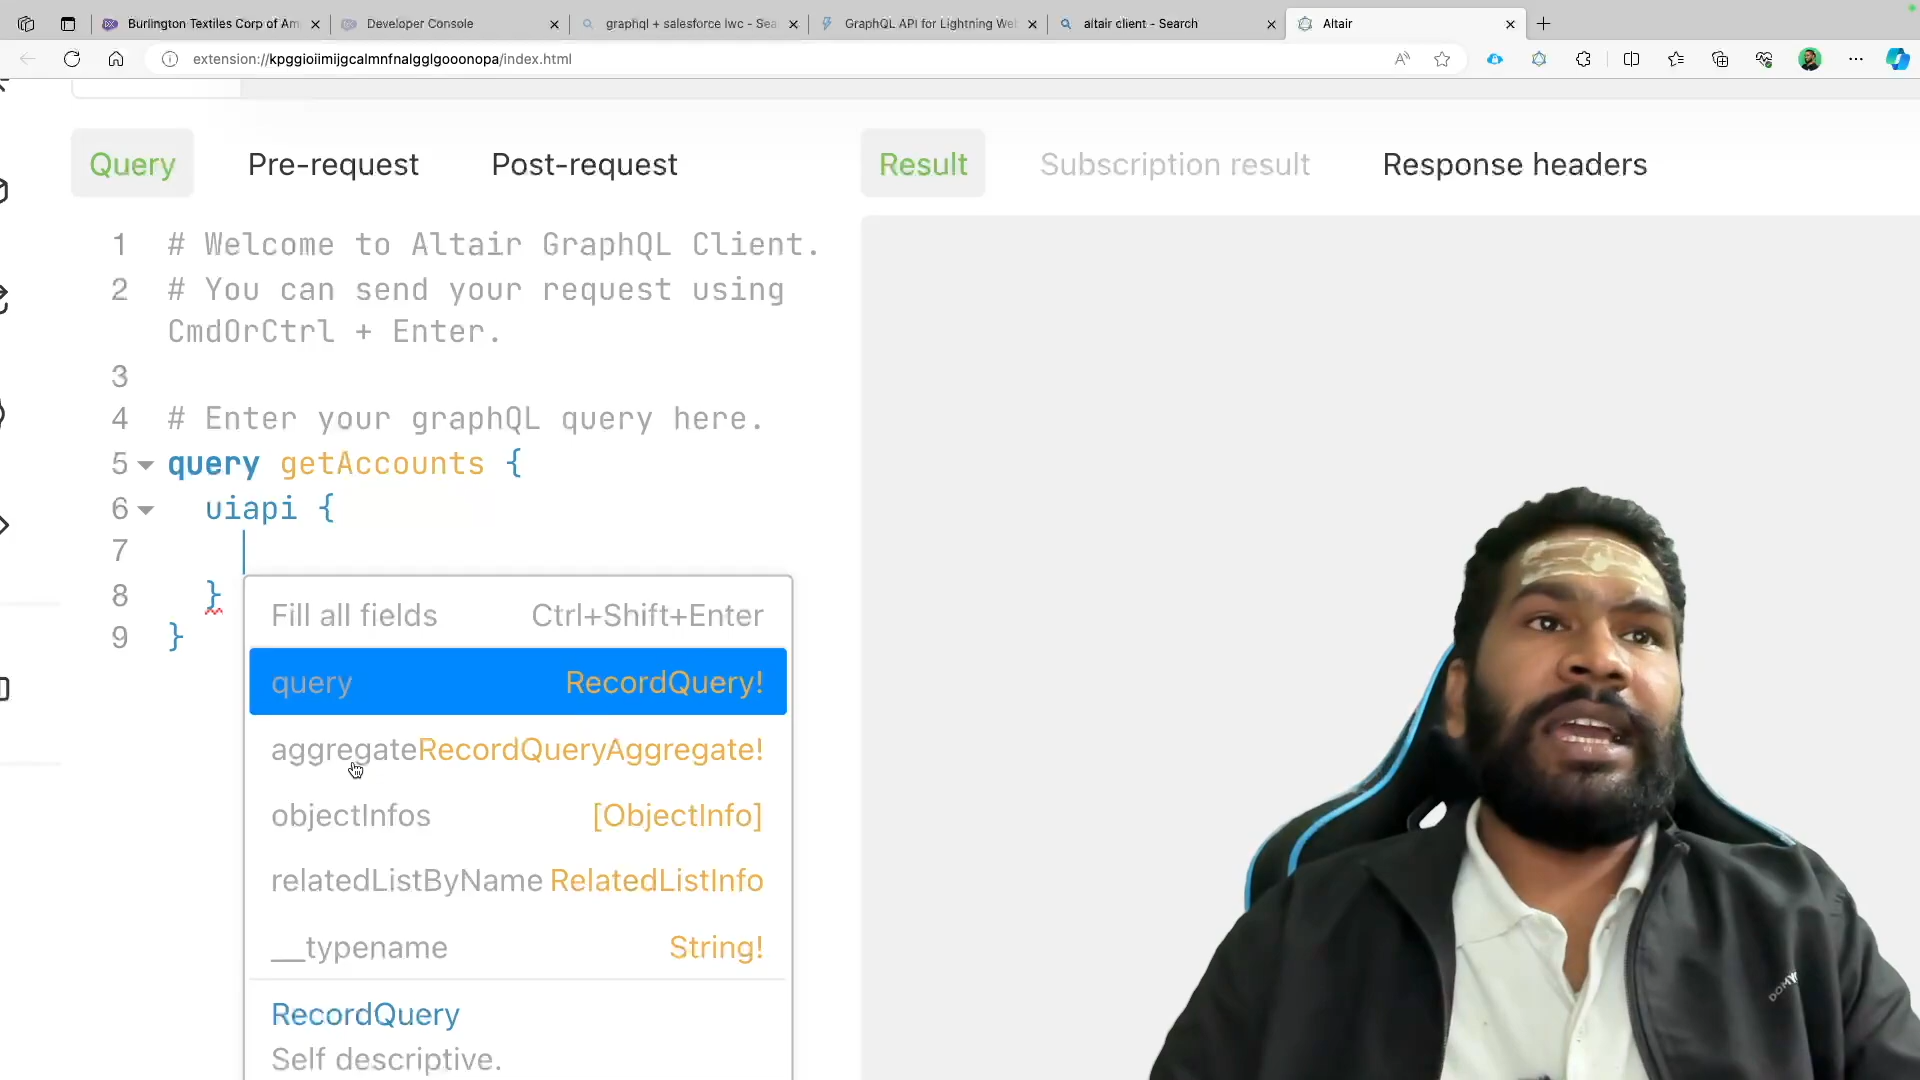 Burlington Textiles Corp of Am
Developer Console
graphql + salesforce lwc - Sea
GraphQL API for Lightning Web
altair client - Search
Altair
extension://kpggioiimijgcalmnfnalgglgooonopa/index.html
Query
Pre-request
Post-request
Result
Subscription result
Response headers
1 # Welcome to Altair GraphQL Client.
2 # You can send your request using
CmdOrCtrl + Enter.
3
4 # Enter your graphQL query here.
5 query getAccounts {
6 uiapi {
7
8 }
9 }
Fill all fields Ctrl+Shift+Enter
query RecordQuery!
aggregate RecordQueryAggregate!
objectInfos [ObjectInfo]
relatedListByName RelatedListInfo
__typename String!
RecordQuery
Self descriptive.